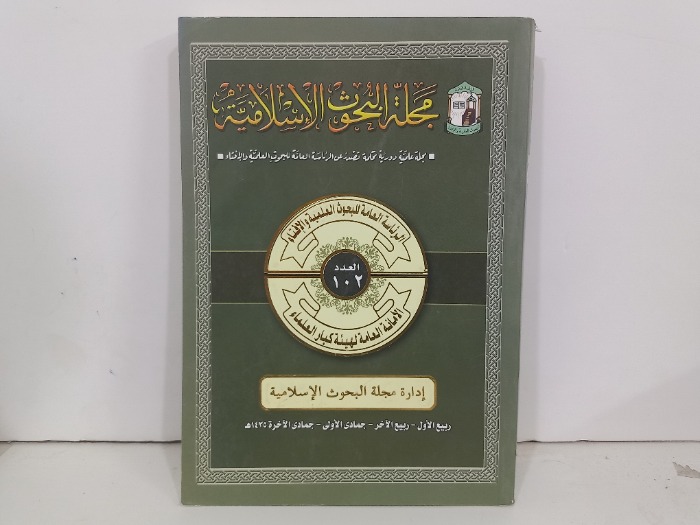 مجلة البحوث الإسلامية
مجلة علمية دورية محكمة تصدر عن الرئاسة العامة للبحوث العلمية والإفتاء
الرئاسة العامة للبحوث العلمية والإفتاء
العدد
١٠٢
الأمانة العامة لهيئة كبار العلماء
إدارة مجلة البحوث الإسلامية
ربيع الأول - ربيع الآخر - جمادى الأولى - جمادى الآخرة ١٤٣٥هـ